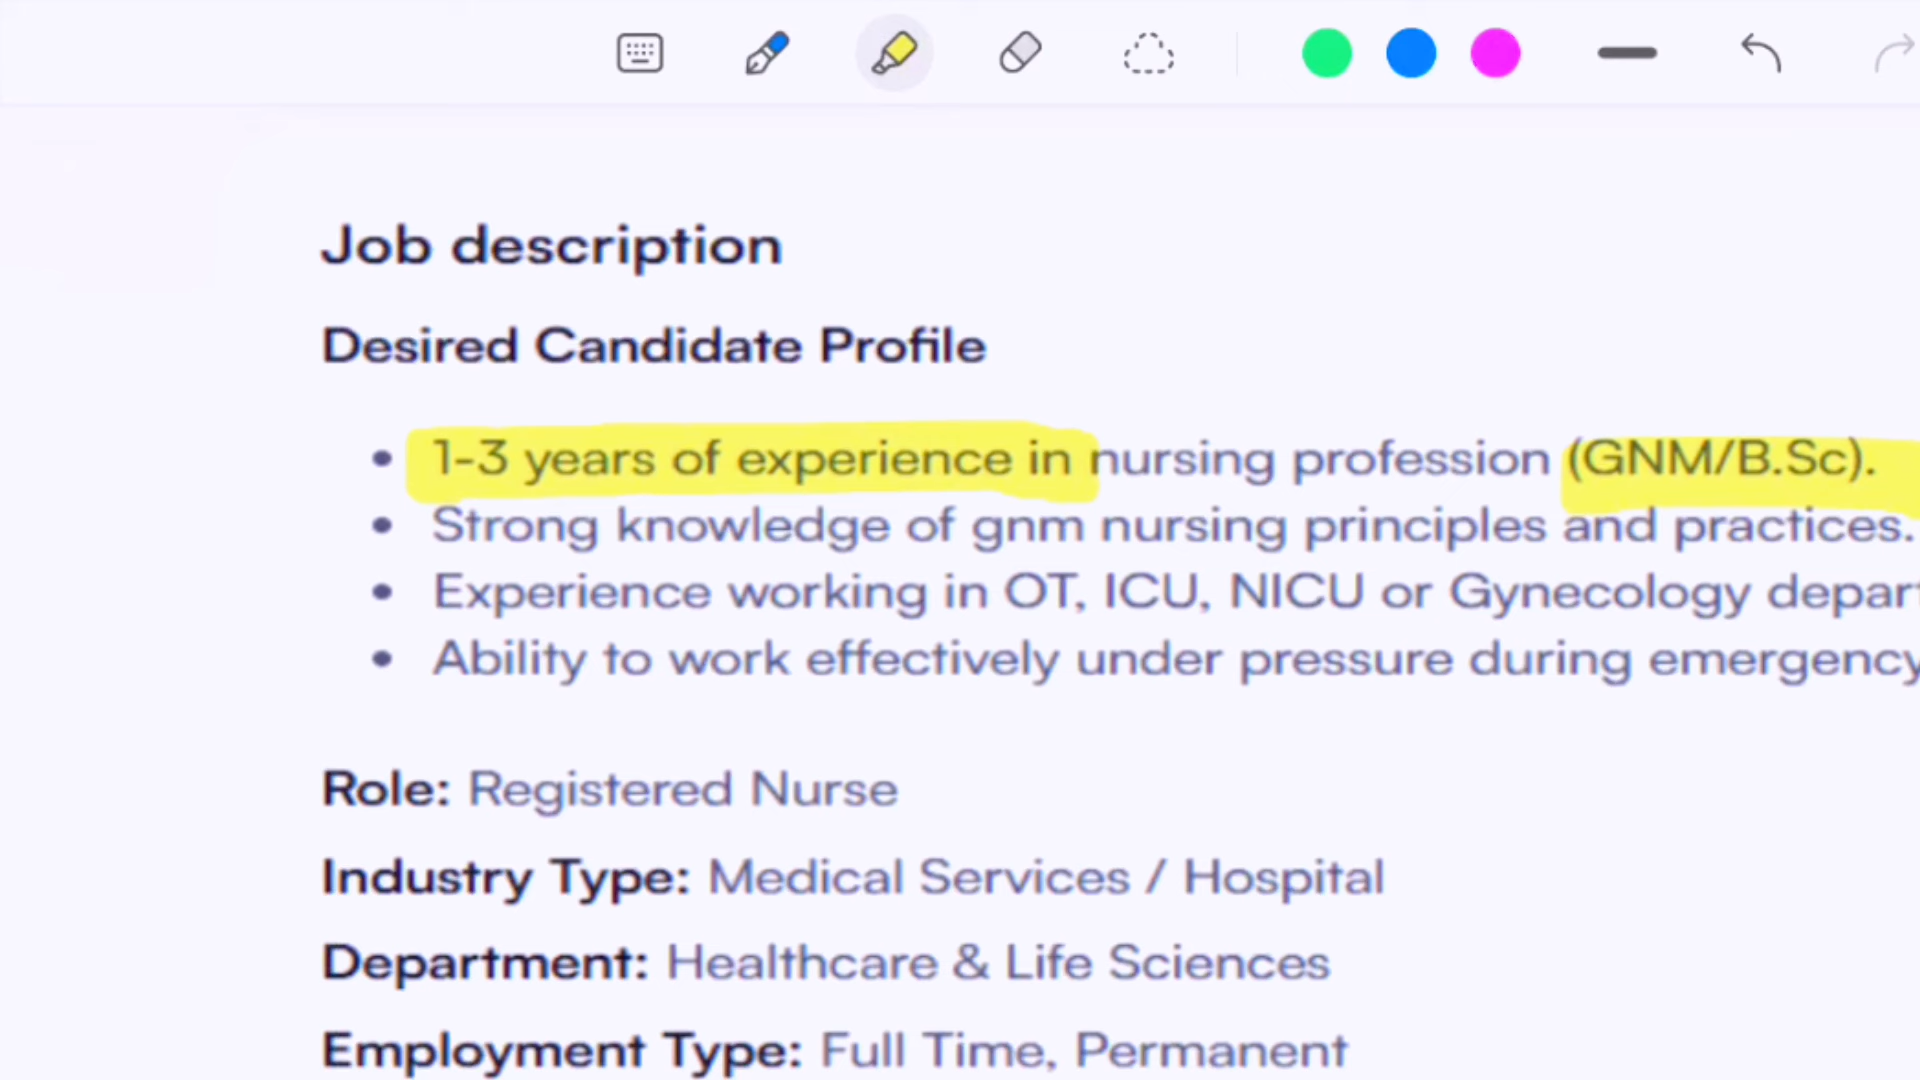 Job description
Desired Candidate Profile
• 1-3 years of experience in nursing profession (GNM/B.Sc).
• Strong knowledge of gnm nursing principles and practices.
• Experience working in OT, ICU, NICU or Gynecology
• Ability to work effectively under pressure during emergency
Role: Registered Nurse
Industry Type: Medical Services / Hospital
Department: Healthcare & Life Sciences
Employment Type: Full Time, Permanent